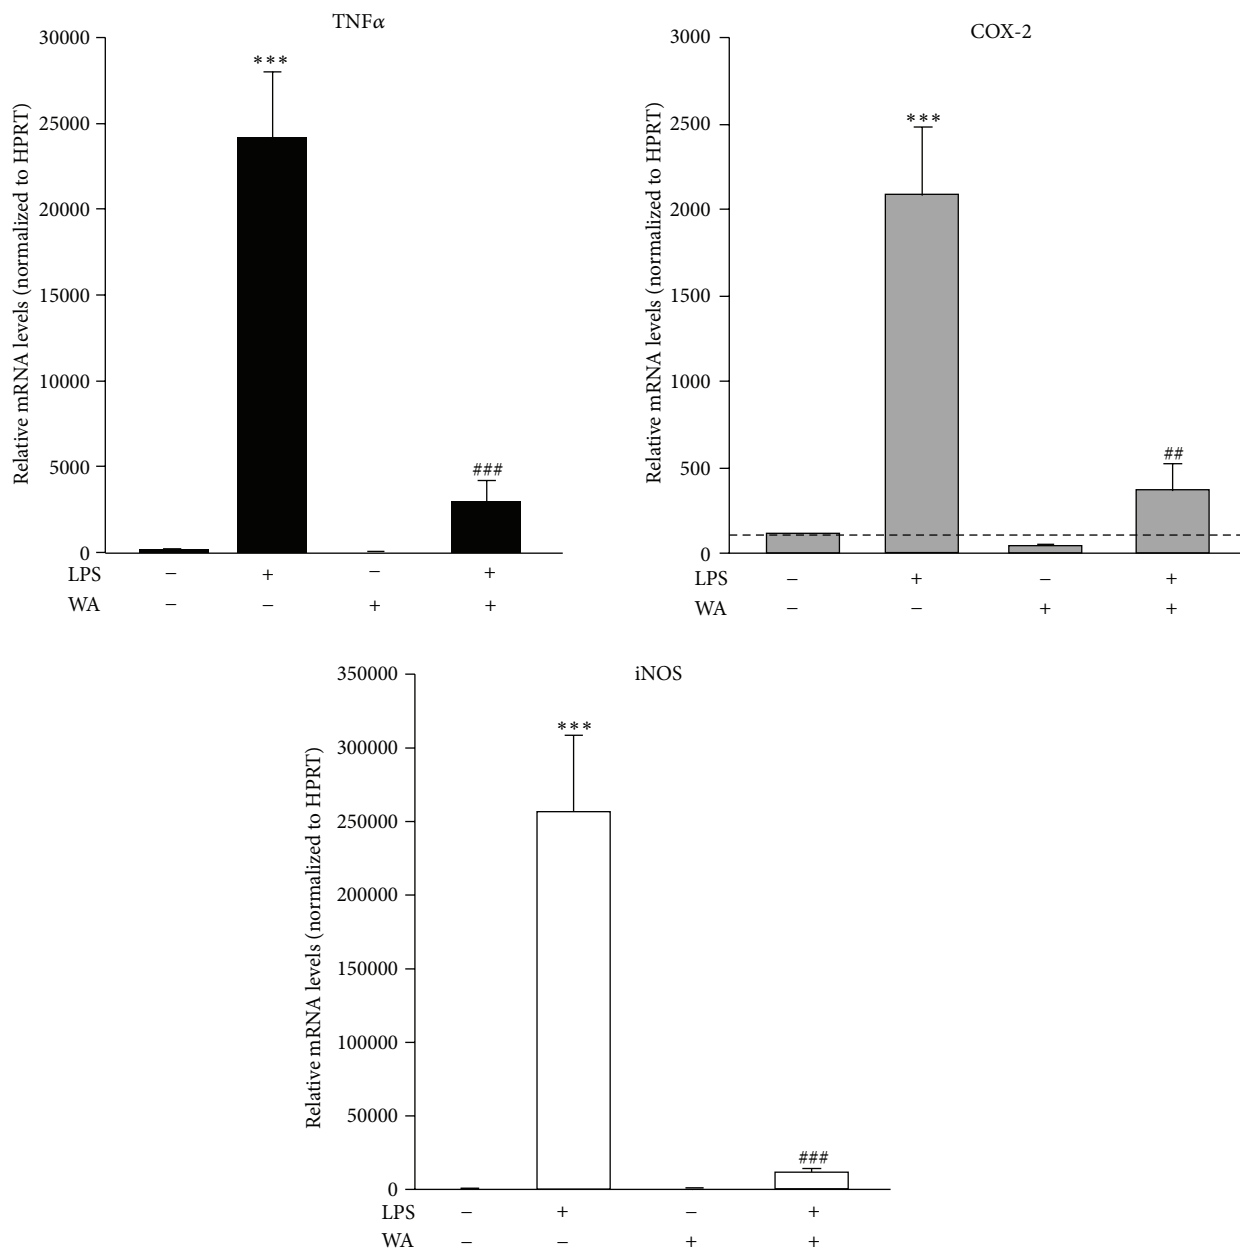 TNFα
Relative mRNA levels (normalized to HPRT)
30000
25000
20000
15000
10000
5000
0
***
###
LPS – + – +
WA – – + +
COX-2
Relative mRNA levels (normalized to HPRT)
3000
2500
2000
1500
1000
500
0
***
##
LPS – + – +
WA – – + +
iNOS
Relative mRNA levels (normalized to HPRT)
350000
300000
250000
200000
150000
100000
50000
0
***
###
LPS – + – +
WA – – + +